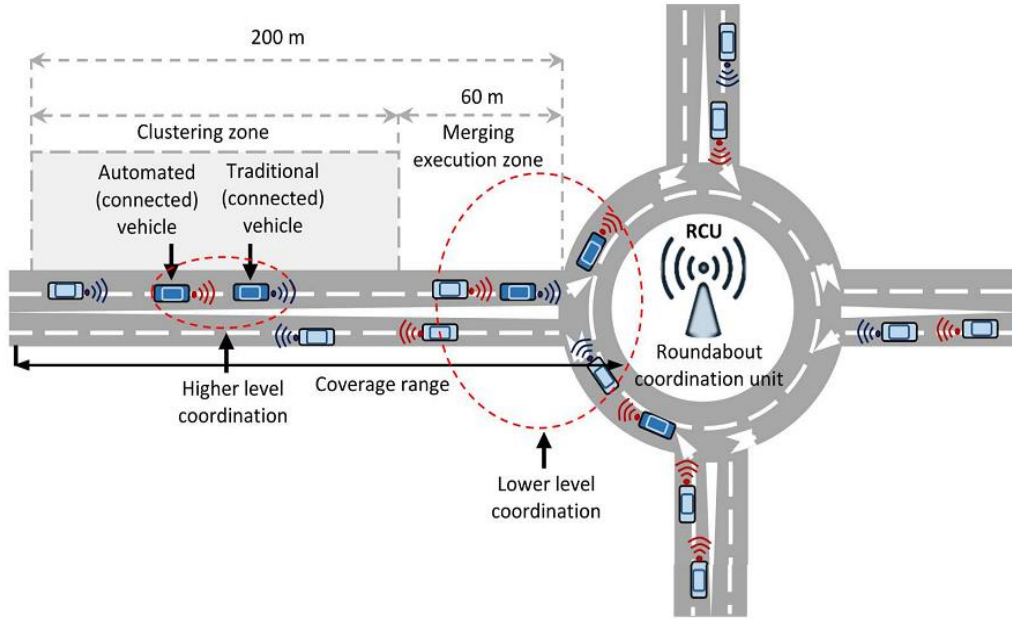 200 m
60 m
Clustering zone
Merging
execution zone
Automated
(connected)
vehicle
Traditional
(connected)
vehicle
RCU
Roundabout
coordination unit
Higher level
coordination
Coverage range
Lower level
coordination